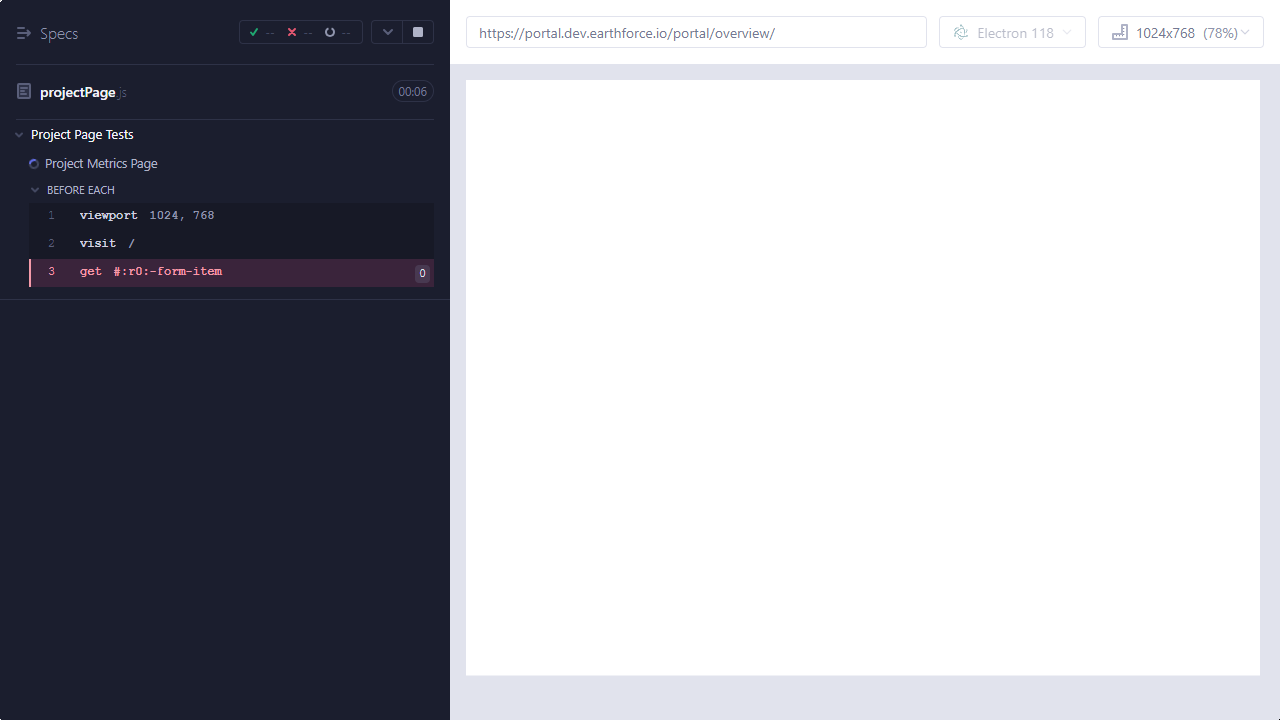 Specs
-- -- --
https://portal.dev.earthforce.io/portal/overview/
Electron 118
1024x768 (78%)
projectPage.js
00:06
Project Page Tests
Project Metrics Page
BEFORE EACH
1 viewport 1024, 768
2 visit /
3 get #:r0:-form-item
0